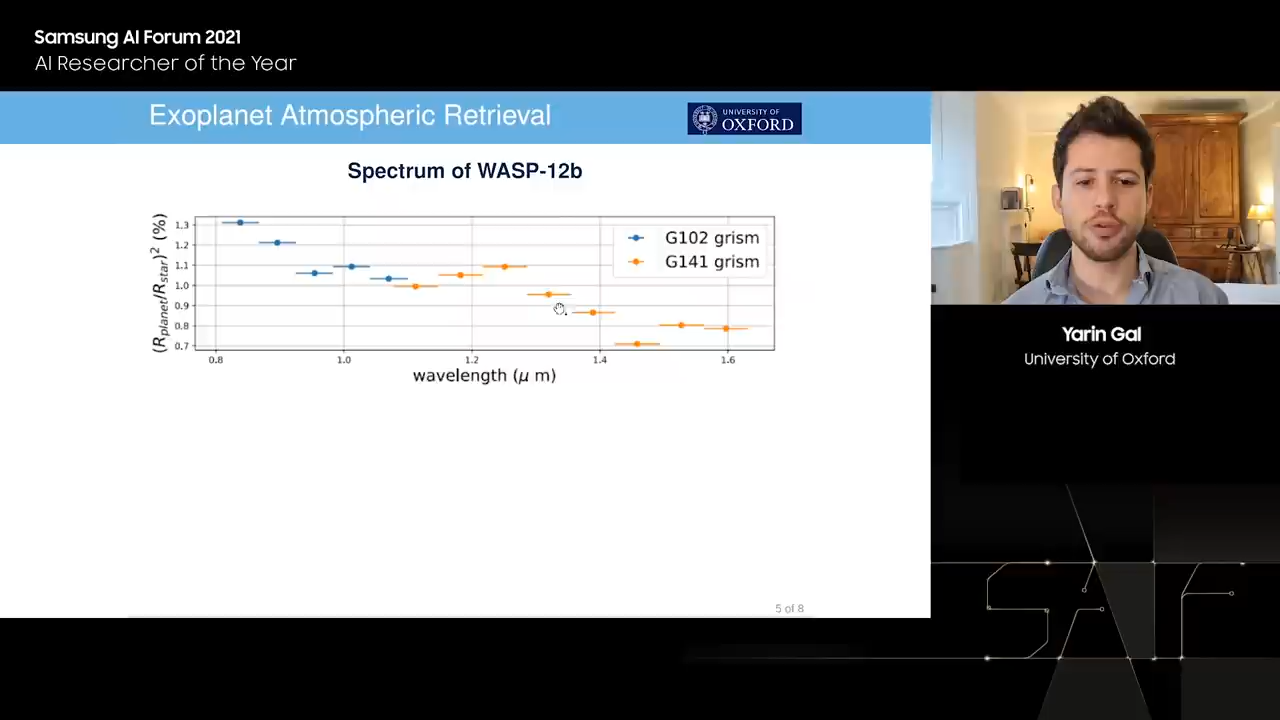 Samsung AI Forum 2021
AI Researcher of the Year
Exoplanet Atmospheric Retrieval
UNIVERSITY OF
OXFORD
Spectrum of WASP-12b
(R_planet/R_star)² (%)
1.3
1.2
1.1
1.0
0.9
0.8
0.7
G102 grism
G141 grism
0.8 1.0 1.2 1.4 1.6
wavelength (μ m)
5 of 8
Yarin Gal
University of Oxford